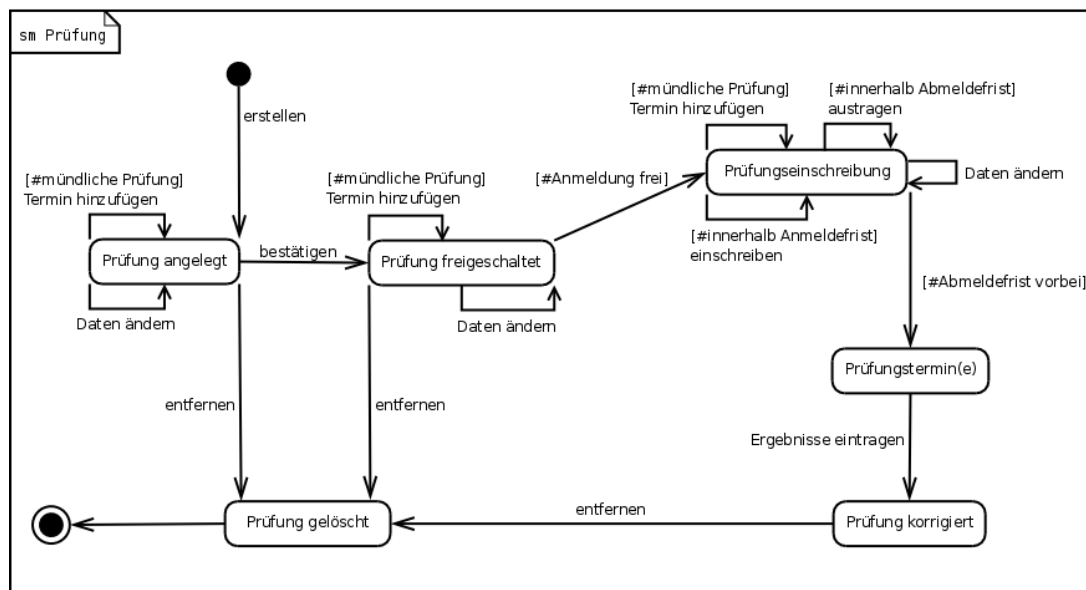 sm Prüfung
erstellen
[#mündliche Prüfung]
Termin hinzufügen
[#innerhalb Abmeldefrist]
austragen
[#mündliche Prüfung]
Termin hinzufügen
[#mündliche Prüfung]
Termin hinzufügen
[#Anmeldung frei]
Prüfungseinschreibung
Daten ändern
Prüfung angelegt
bestätigen
Prüfung freigeschaltet
[#innerhalb Anmeldefrist]
einschreiben
[#Abmeldefrist vorbei]
Daten ändern
Daten ändern
Prüfungstermin(e)
entfernen
entfernen
Ergebnisse eintragen
Prüfung gelöscht
entfernen
Prüfung korrigiert